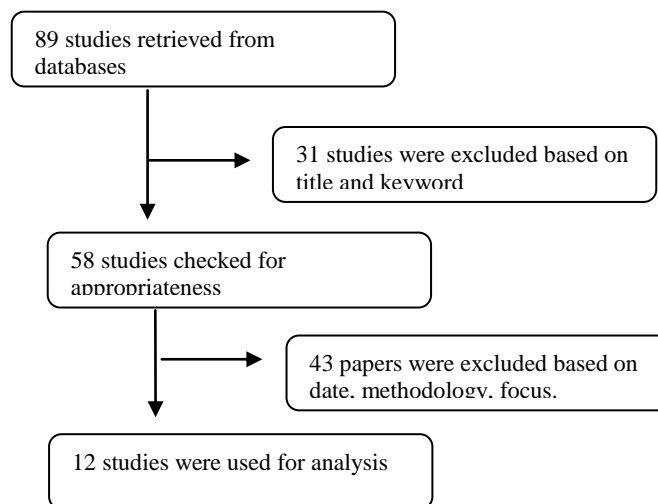 89 studies retrieved from
databases
31 studies were excluded based on
title and keyword
58 studies checked for
appropriateness
43 papers were excluded based on
date, methodology, focus.
12 studies were used for analysis